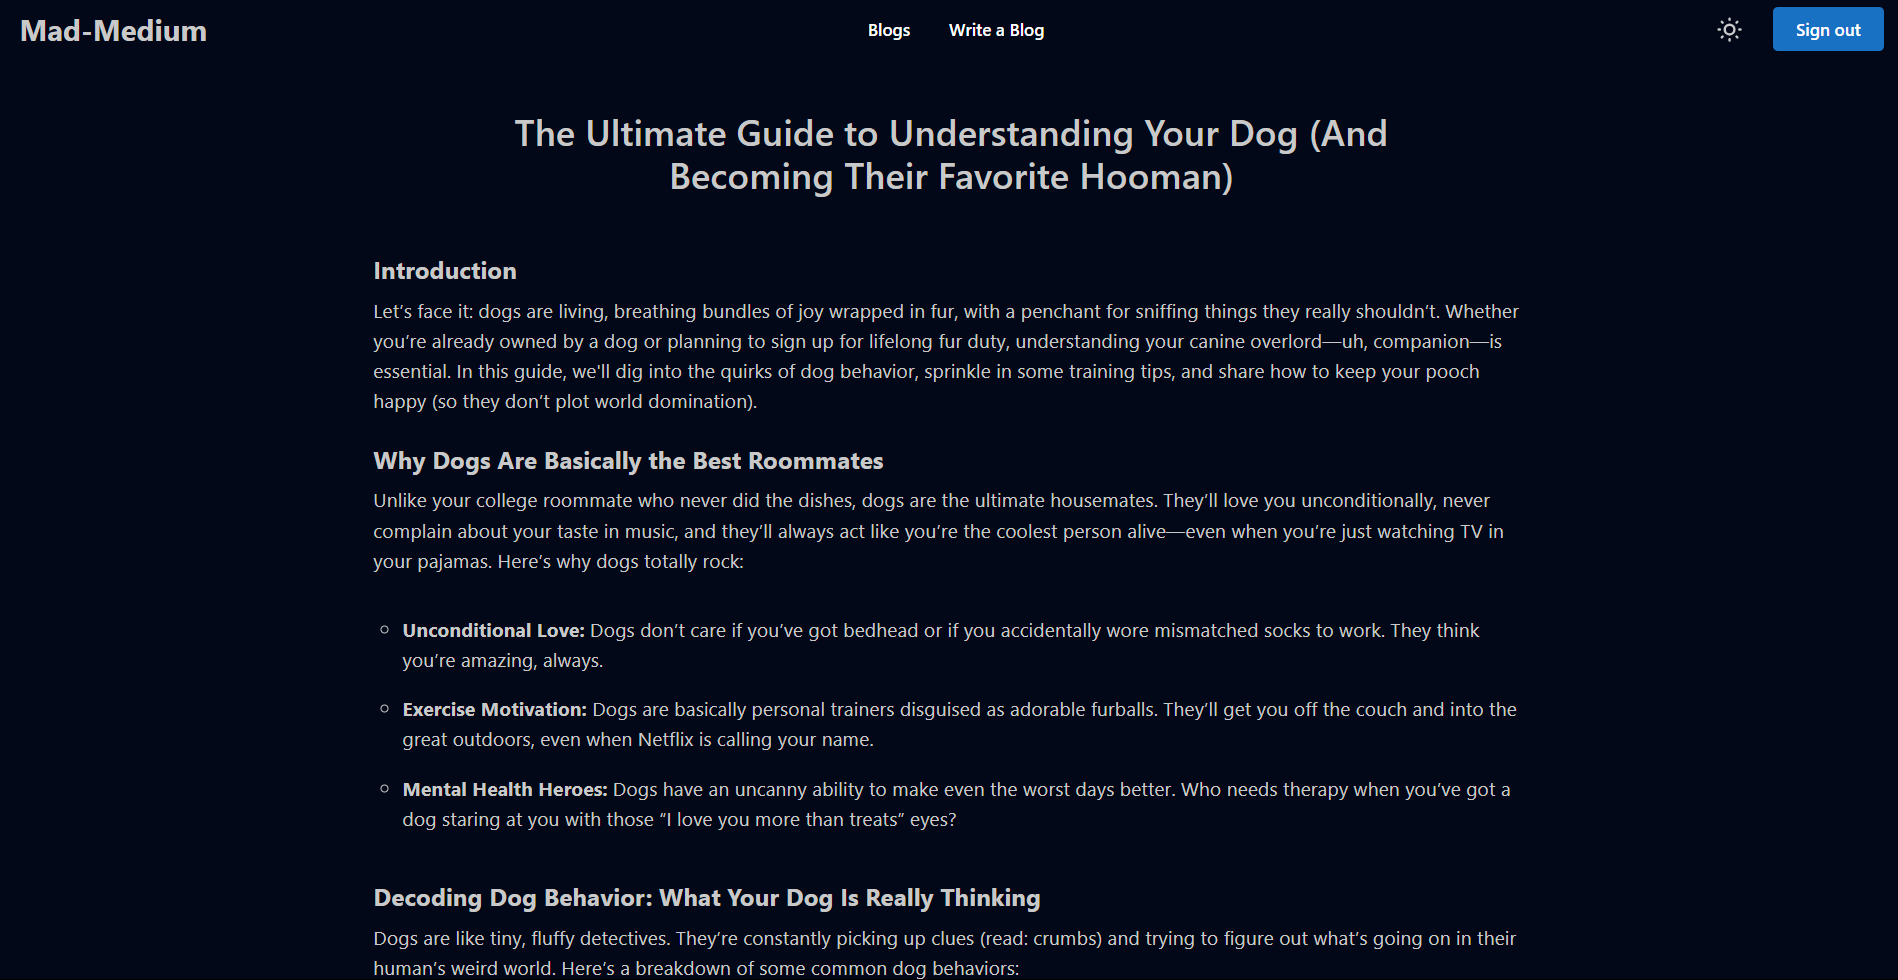 Mad-Medium
Blogs
Write a Blog
Sign out
The Ultimate Guide to Understanding Your Dog (And
Becoming Their Favorite Hooman)
Introduction
Let’s face it: dogs are living, breathing bundles of joy wrapped in fur, with a penchant for sniffing things they really shouldn’t. Whether
you’re already owned by a dog or planning to sign up for lifelong fur duty, understanding your canine overlord—uh, companion—is
essential. In this guide, we'll dig into the quirks of dog behavior, sprinkle in some training tips, and share how to keep your pooch
happy (so they don’t plot world domination).
Why Dogs Are Basically the Best Roommates
Unlike your college roommate who never did the dishes, dogs are the ultimate housemates. They’ll love you unconditionally, never
complain about your taste in music, and they’ll always act like you’re the coolest person alive—even when you’re just watching TV in
your pajamas. Here’s why dogs totally rock:
Unconditional Love: Dogs don’t care if you’ve got bedhead or if you accidentally wore mismatched socks to work. They think
you’re amazing, always.
Exercise Motivation: Dogs are basically personal trainers disguised as adorable furballs. They’ll get you off the couch and into the
great outdoors, even when Netflix is calling your name.
Mental Health Heroes: Dogs have an uncanny ability to make even the worst days better. Who needs therapy when you’ve got a
dog staring at you with those “I love you more than treats” eyes?
Decoding Dog Behavior: What Your Dog Is Really Thinking
Dogs are like tiny, fluffy detectives. They’re constantly picking up clues (read: crumbs) and trying to figure out what’s going on in their
human’s weird world. Here’s a breakdown of some common dog behaviors: